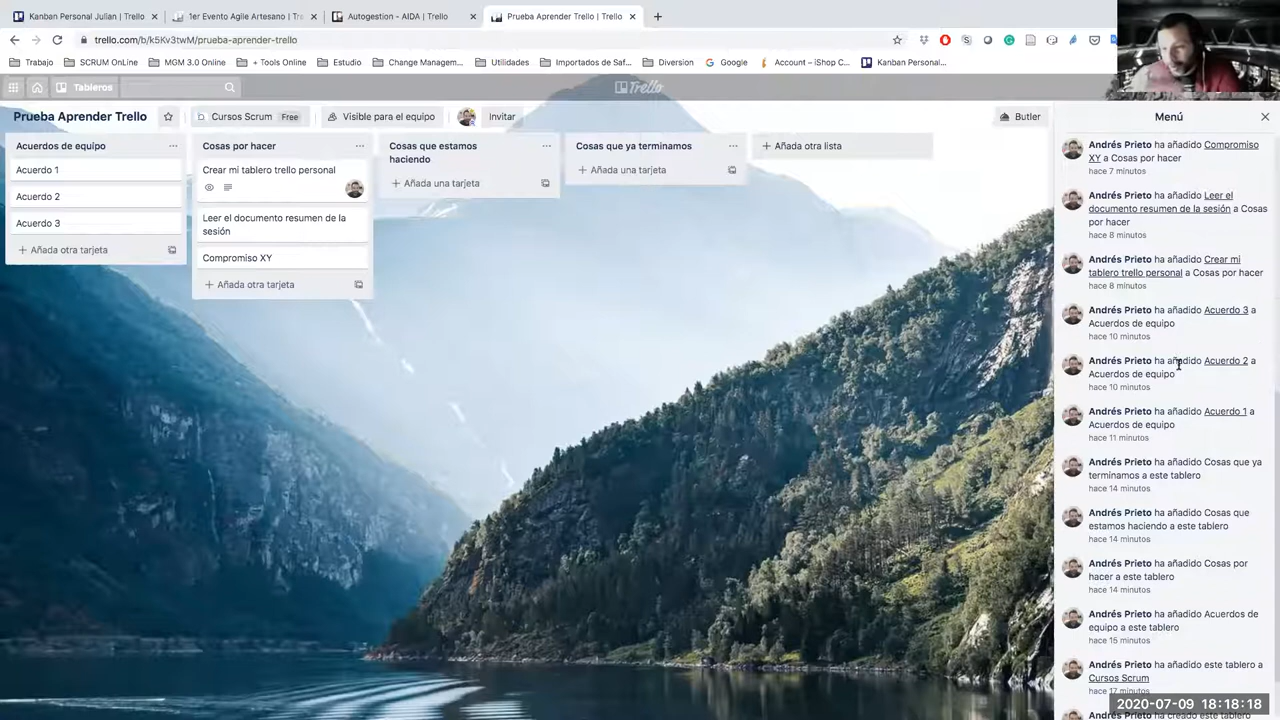 Kanban Personal Julian | Trello
1er Evento Agile Artesano | Tra
Autogestion - AIDA | Trello
Prueba Aprender Trello | Trello
trello.com/b/k5Kv3twM/prueba-aprender-trello
Trabajo
SCRUM OnLine
MGM 3.0 Online
+ Tools Online
Estudio
Change Managem...
Utilidades
Importados de Saf...
Diversion
Google
Account – iShop C...
Kanban Personal...
Tableros
Trello
Prueba Aprender Trello
Cursos Scrum Free
Visible para el equipo
Invitar
Butler
Menú
Acuerdos de equipo
Acuerdo 1
Acuerdo 2
Acuerdo 3
+ Añada otra tarjeta
Cosas por hacer
Crear mi tablero trello personal
Leer el documento resumen de la
sesión
Compromiso XY
+ Añada otra tarjeta
Cosas que estamos
haciendo
+ Añada una tarjeta
Cosas que ya terminamos
+ Añada una tarjeta
+ Añada otra lista
Andrés Prieto ha añadido Compromiso
XY a Cosas por hacer
hace 7 minutos
Andrés Prieto ha añadido Leer el
documento resumen de la sesión a Cosas
por hacer
hace 8 minutos
Andrés Prieto ha añadido Crear mi
tablero trello personal a Cosas por hacer
hace 8 minutos
Andrés Prieto ha añadido Acuerdo 3 a
Acuerdos de equipo
hace 10 minutos
Andrés Prieto ha añadido Acuerdo 2 a
Acuerdos de equipo
hace 10 minutos
Andrés Prieto ha añadido Acuerdo 1 a
Acuerdos de equipo
hace 11 minutos
Andrés Prieto ha añadido Cosas que ya
terminamos a este tablero
hace 14 minutos
Andrés Prieto ha añadido Cosas que
estamos haciendo a este tablero
hace 14 minutos
Andrés Prieto ha añadido Cosas por
hacer a este tablero
hace 14 minutos
Andrés Prieto ha añadido Acuerdos de
equipo a este tablero
hace 15 minutos
Andrés Prieto ha añadido este tablero a
Cursos Scrum
hace 17 minutos
Andrés Prieto ha creado este tablero
2020-07-09 18:18:18